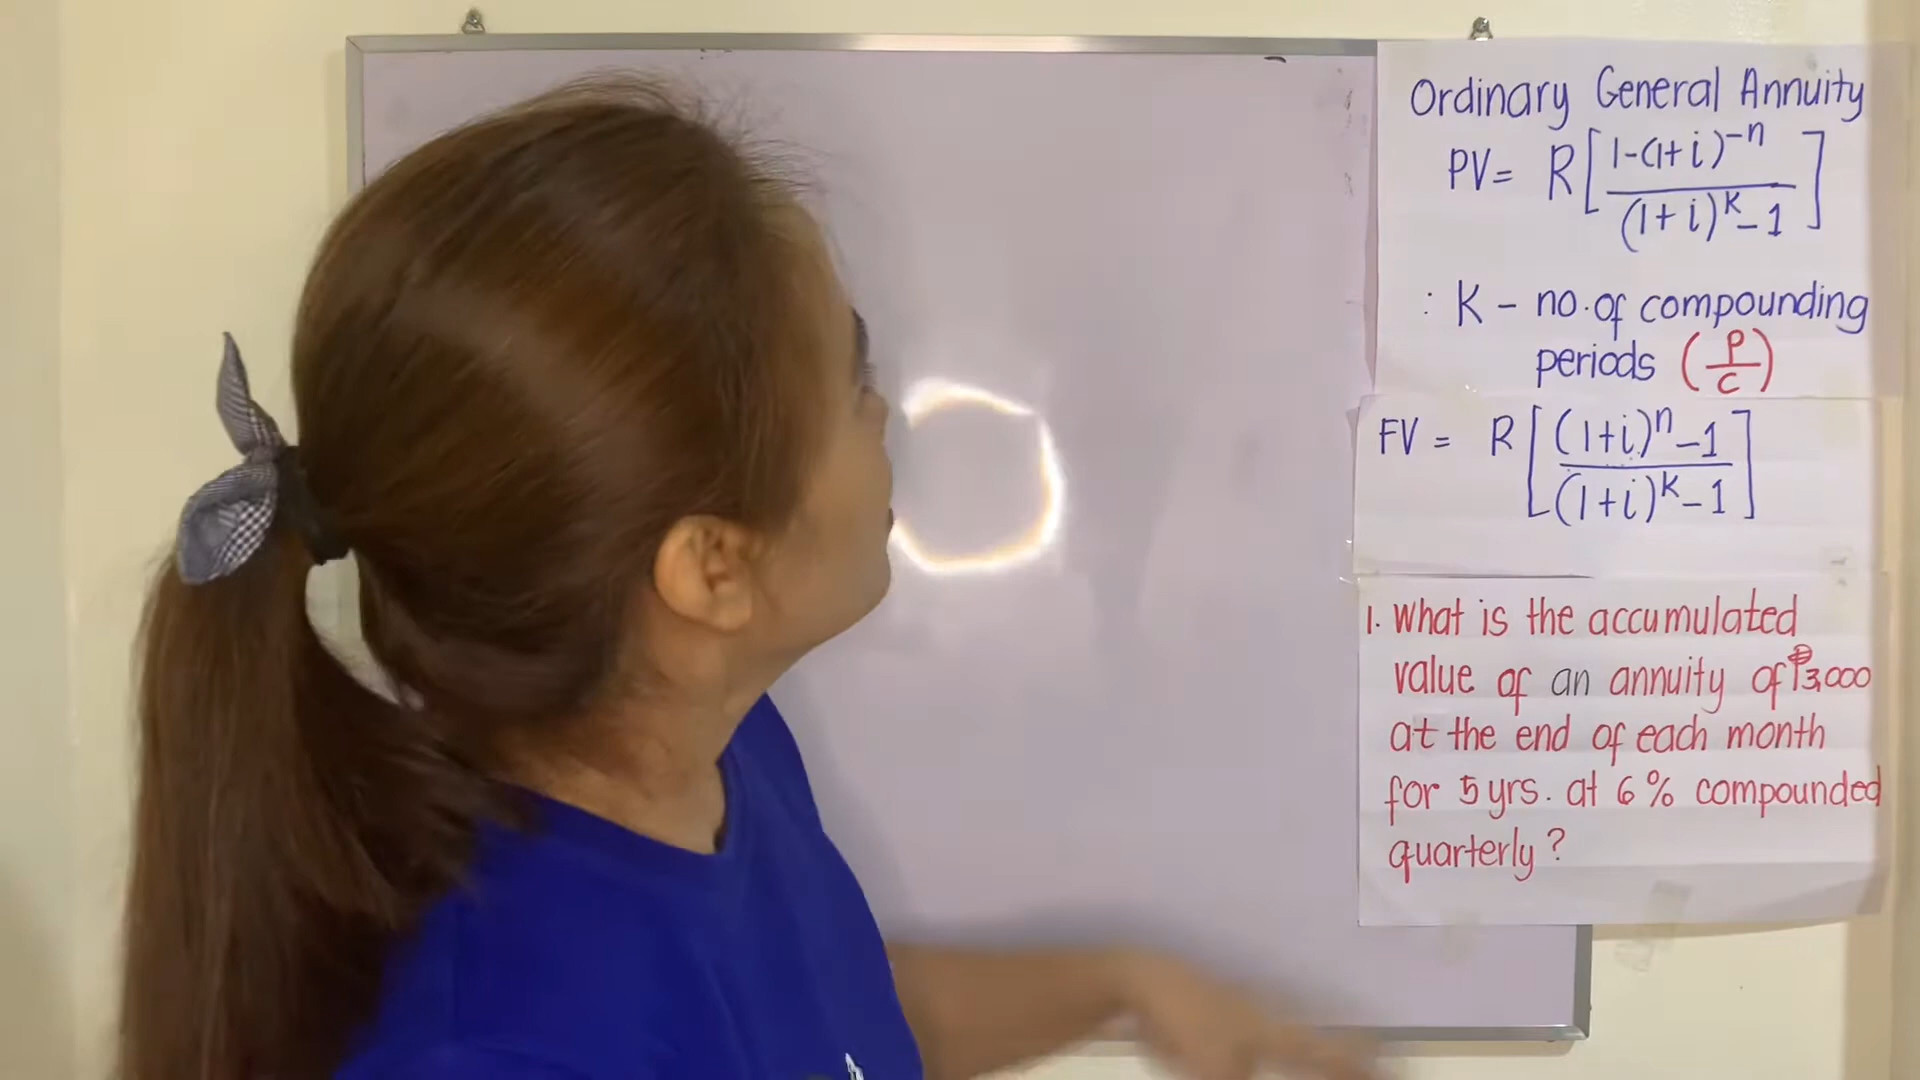 Ordinary General Annuity
PV = R [ 1-(1+i)^-n / (1+i)^k - 1 ]
: K - no. of compounding
periods (P/C)
FV = R [ (1+i)^n - 1 / (1+i)^k - 1 ]
1. What is the accumulated
value of an annuity of ₱3,000
at the end of each month
for 5 yrs. at 6% compounded
quarterly?